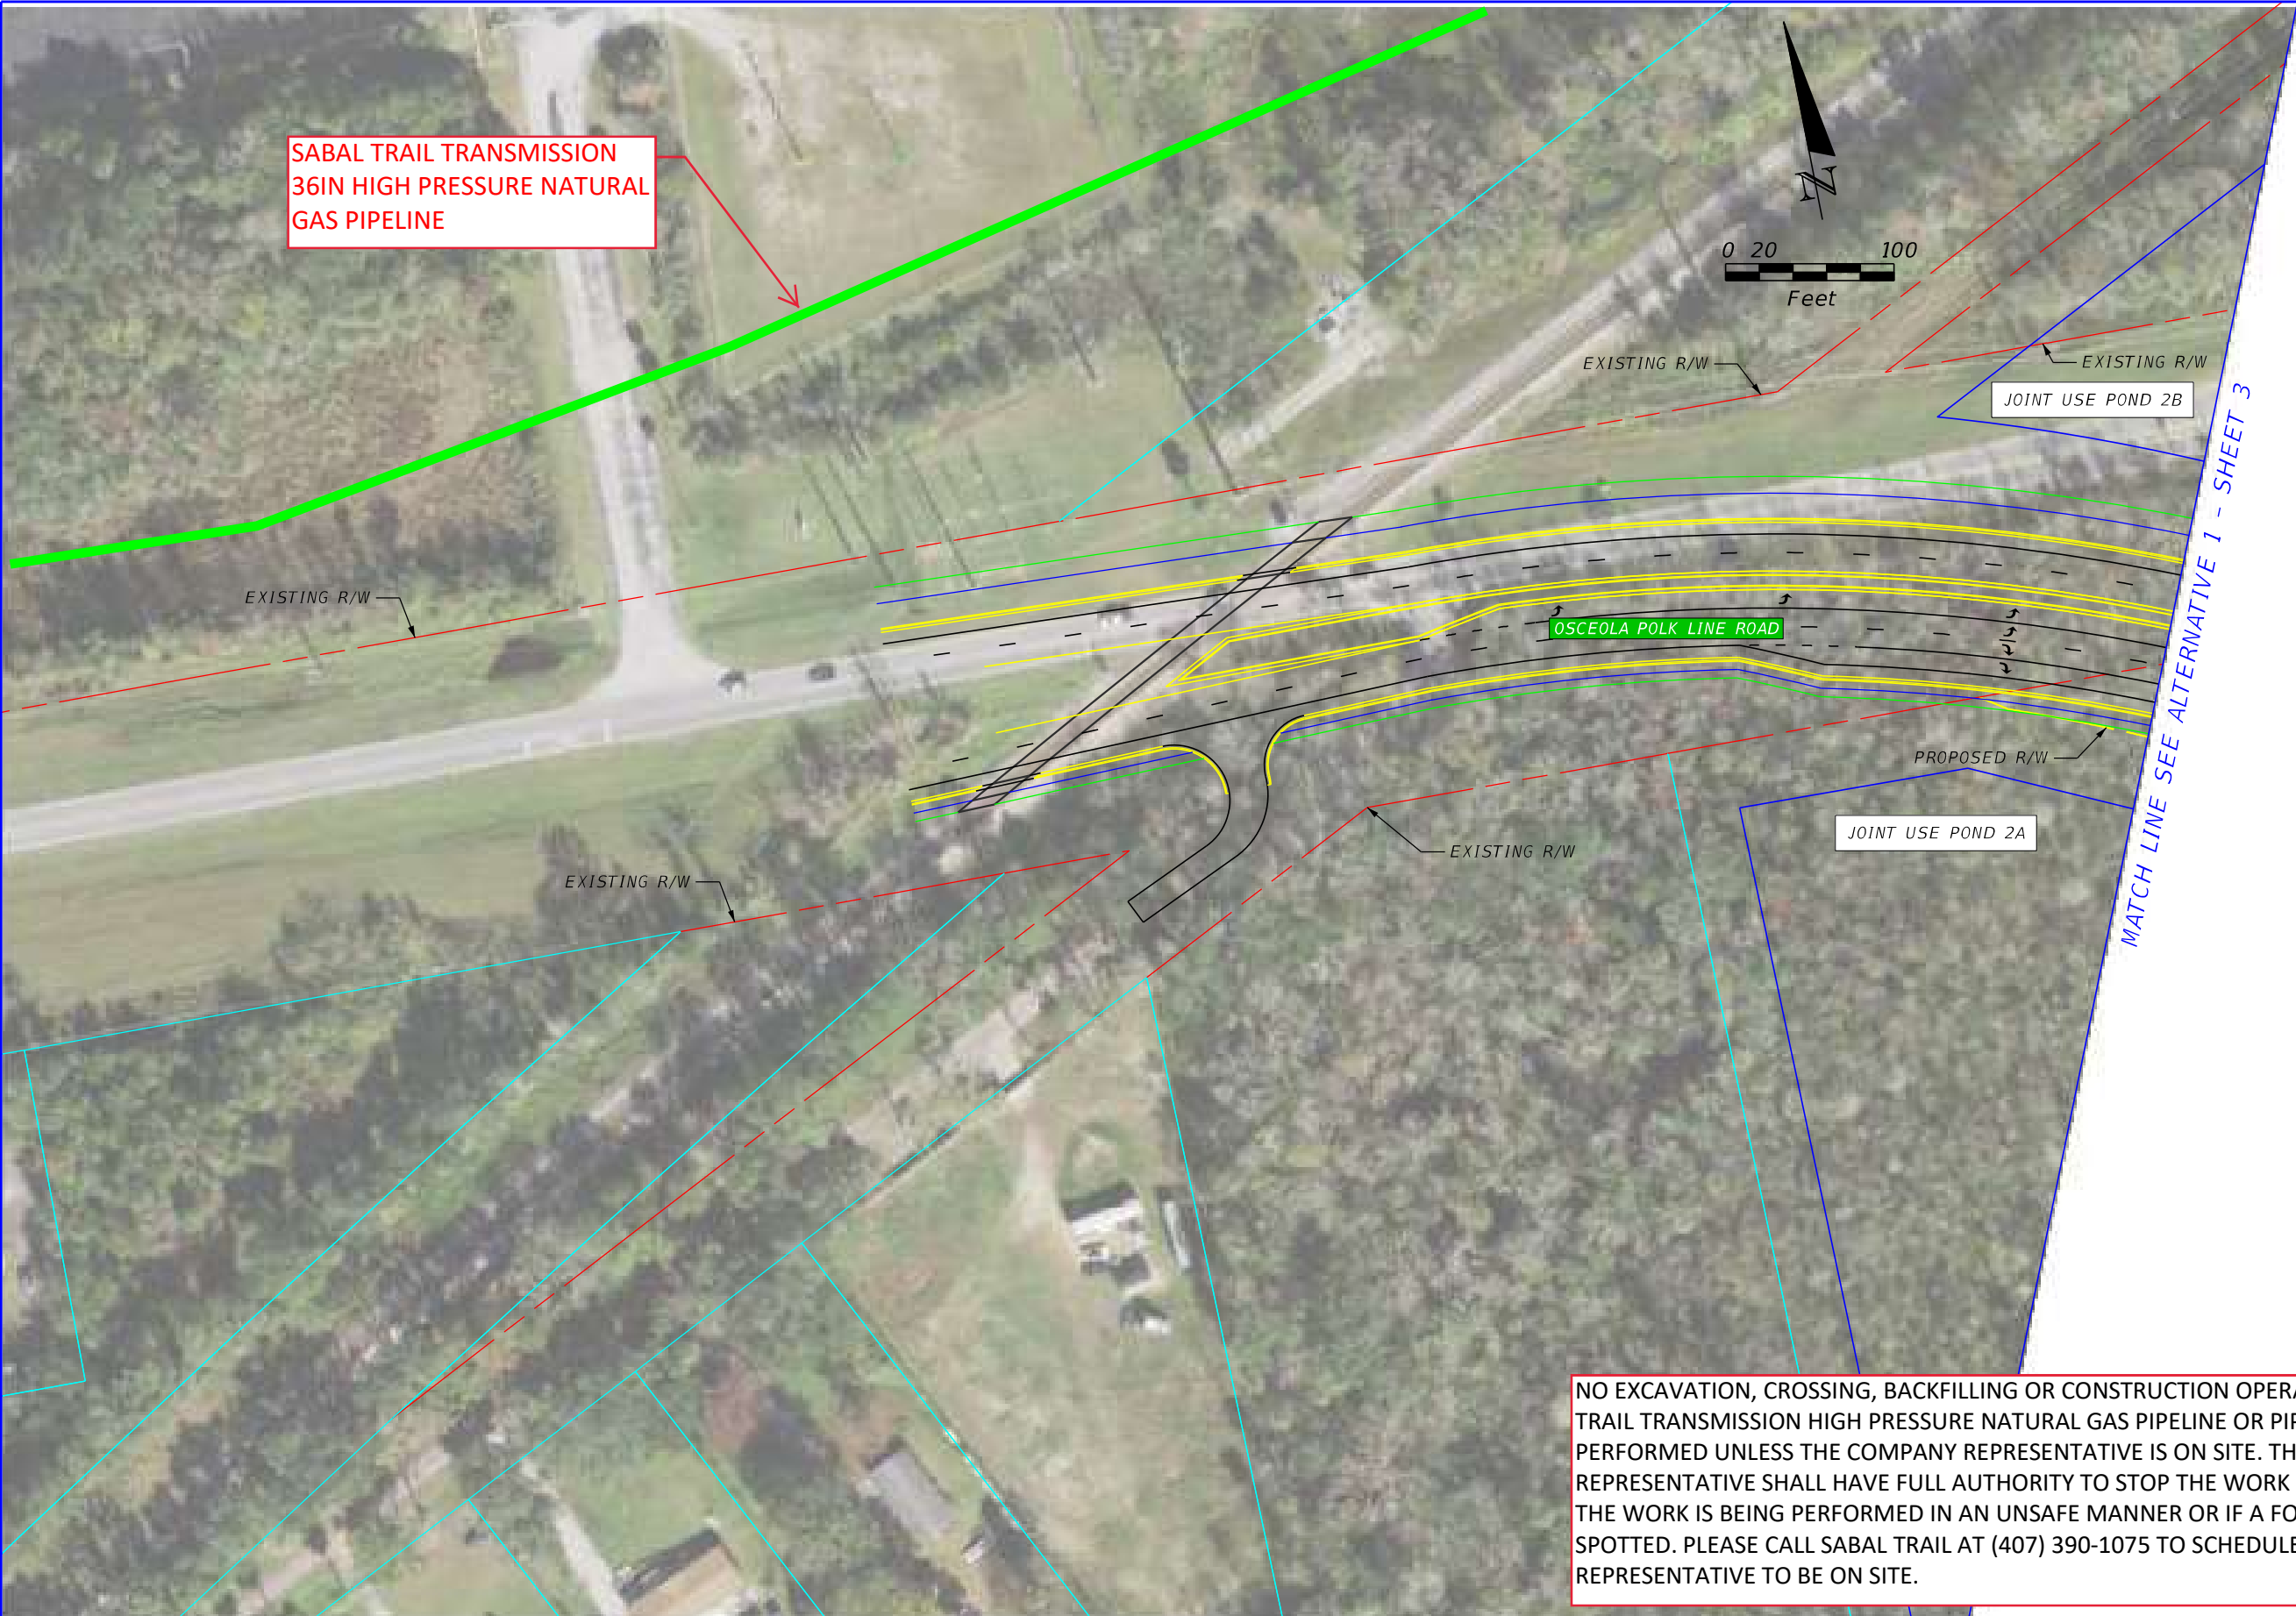 SABAL TRAIL TRANSMISSION
36IN HIGH PRESSURE NATURAL
GAS PIPELINE
N
0 20 100
Feet
EXISTING R/W
EXISTING R/W
JOINT USE POND 2B
MATCH LINE SEE ALTERNATIVE 1 - SHEET 3
EXISTING R/W
OSCEOLA POLK LINE ROAD
PROPOSED R/W
JOINT USE POND 2A
EXISTING R/W
EXISTING R/W
NO EXCAVATION, CROSSING, BACKFILLING OR CONSTRUCTION
TRAIL TRANSMISSION HIGH PRESSURE NATURAL GAS PIPELINE OR
PERFORMED UNLESS THE COMPANY REPRESENTATIVE IS ON SITE.
REPRESENTATIVE SHALL HAVE FULL AUTHORITY TO STOP THE WORK
THE WORK IS BEING PERFORMED IN AN UNSAFE MANNER OR IF A
SPOTTED. PLEASE CALL SABAL TRAIL AT (407) 390-1075 TO SCHEDULE
REPRESENTATIVE TO BE ON SITE.